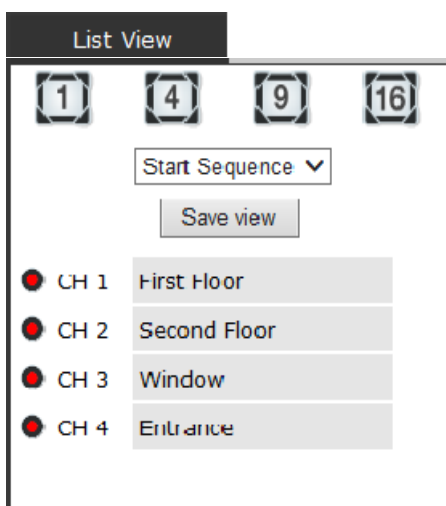 List View
1 4 9 16
Start Sequence
Save view
CH 1 First Floor
CH 2 Second Floor
CH 3 Window
CH 4 Entrance